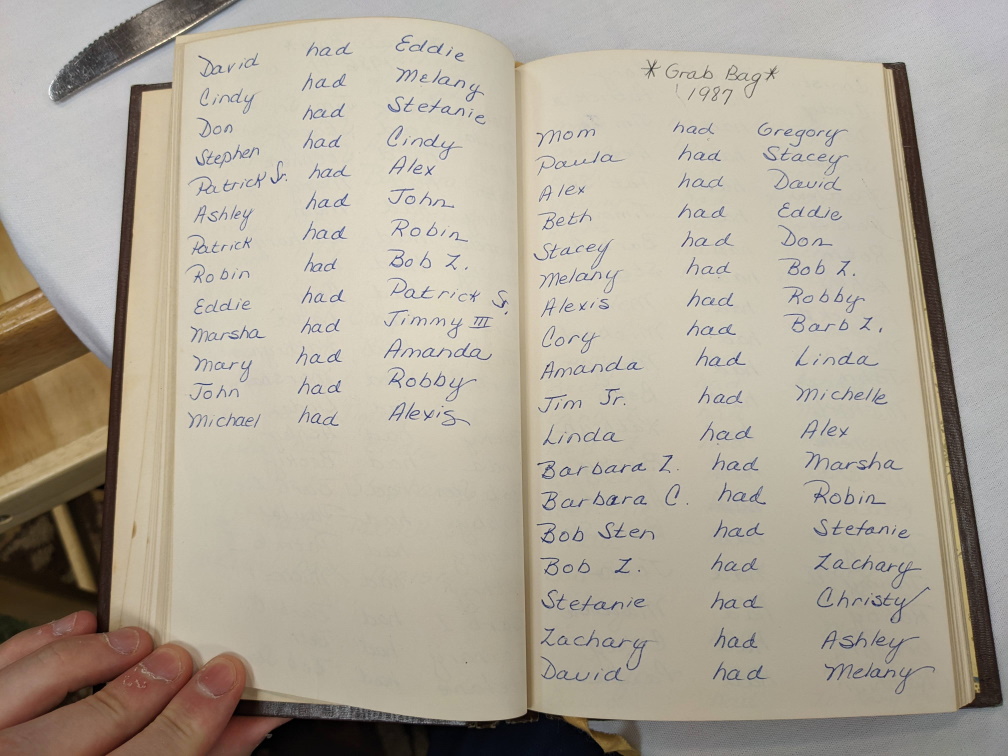 David had Eddie
Cindy had Melany
Don had Stefanie
Stephen had Cindy
Patrick Sr. had Alex
Ashley had John
Patrick had Robin
Robin had Bob Z.
Eddie had Patrick Sr.
Marsha had Jimmy III
Mary had Amanda
John had Robby
Michael had Alexis
*Grab Bag*
1987
Mom had Gregory
Paula had Stacey
Alex had David
Beth had Eddie
Stacey had Don
Melany had Bob Z.
Alexis had Robby
Cory had Barb Z.
Amanda had Linda
Jim Jr. had Michelle
Linda had Alex
Barbara Z. had Marsha
Barbara C. had Robin
Bob Sten had Stefanie
Bob Z. had Zachary
Stefanie had Christy
Zachary had Ashley
David had Melany